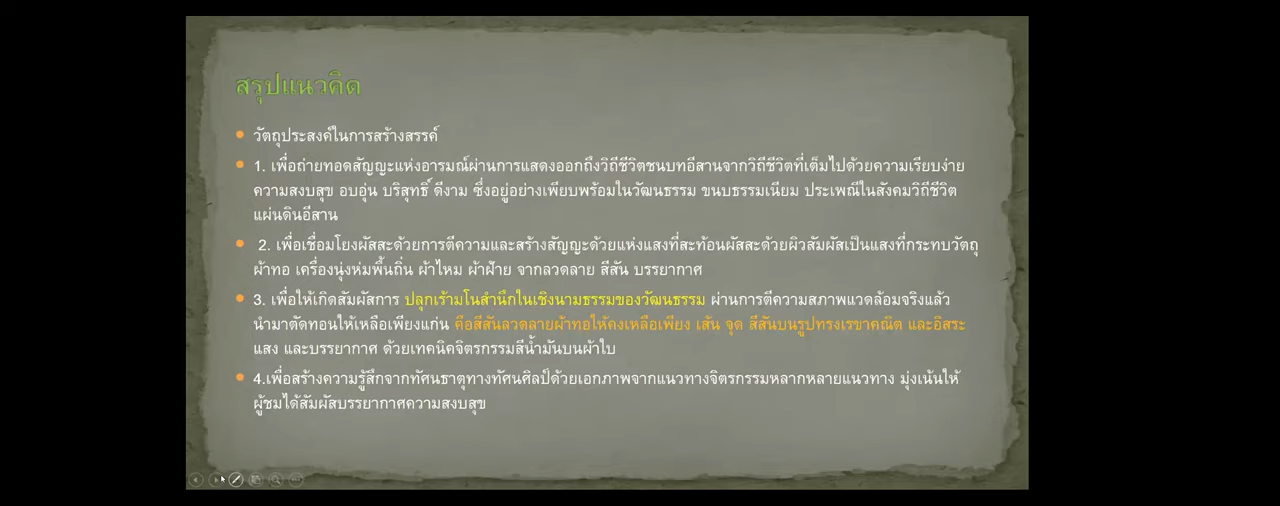 สรุปแนวคิด
วัตถุประสงค์ในการสร้างสรรค์
1. เพื่อถ่ายทอดสัญญะแห่งอารมณ์ผ่านการแสดงออกถึงวิถีชีวิตชนบทอีสานจากวิถีชีวิตที่เต็มไปด้วยความเรียบง่าย
ความสงบสุข อบอุ่น บริสุทธิ์ ดีงาม ซึ่งอยู่อย่างเพียบพร้อมในวัฒนธรรม ขนบธรรมเนียม ประเพณีในสังคมวิถีชีวิต
แผ่นดินอีสาน
2. เพื่อเชื่อมโยงผัสสะด้วยการตีความและสร้างสัญญะด้วยแห่งแสงที่สะท้อนผัสสะด้วยผิวสัมผัสเป็นแสงที่กระทบวัตถุ
ผ้าทอ เครื่องนุ่งห่มพื้นถิ่น ผ้าไหม ผ้าฝ้าย จากลวดลาย สีสัน บรรยากาศ
3. เพื่อให้เกิดสัมผัสการ ปลุกเร้ามโนสำนึกในเชิงนามธรรมของวัฒนธรรม ผ่านการตีความสภาพแวดล้อมจริงแล้ว
นำมาตัดทอนให้เหลือเพียงแก่น คือสีสันลวดลายผ้าทอให้คงเหลือเพียง เส้น จุด สีสันบนรูปทรงเรขาคณิต และอิสระ
แสง และบรรยากาศ ด้วยเทคนิคจิตรกรรมสีน้ำมันบนผ้าใบ
4.เพื่อสร้างความรู้สึกจากทัศนธาตุทางทัศนศิลป์ด้วยเอกภาพจากแนวทางจิตรกรรมหลากหลายแนวทาง มุ่งเน้นให้
ผู้ชมได้สัมผัสบรรยากาศความสงบสุข